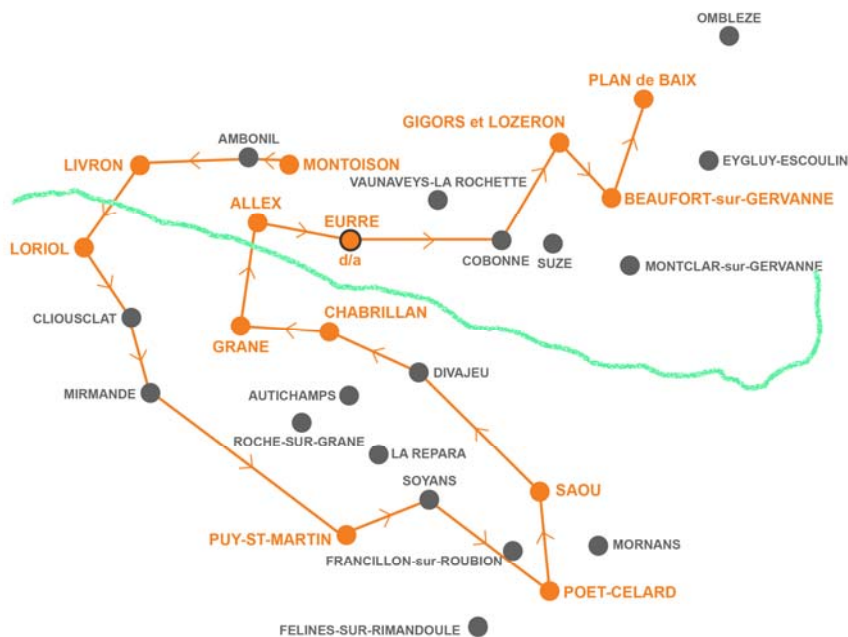 OMBLEZE
PLAN de BAIX
GIGORS et LOZERON
AMBONIL
LIVRON
MONTOISON
EYGLUY-ESCOULIN
VAUNAVEYS-LA ROCHETTE
BEAUFORT-sur-GERVANNE
ALLEX
EURRE
d/a
LORIOL
COBONNE
SUZE
MONTCLAR-sur-GERVANNE
CHABRILLAN
CLIOUSCLAT
GRANE
DIVAJEU
MIRMANDE
AUTICHAMPS
ROCHE-SUR-GRANE
LA REPARA
SOYANS
SAOU
PUY-ST-MARTIN
MORNANS
FRANCILLON-sur-ROUBION
POET-CELARD
FELINES-SUR-RIMANDOULE